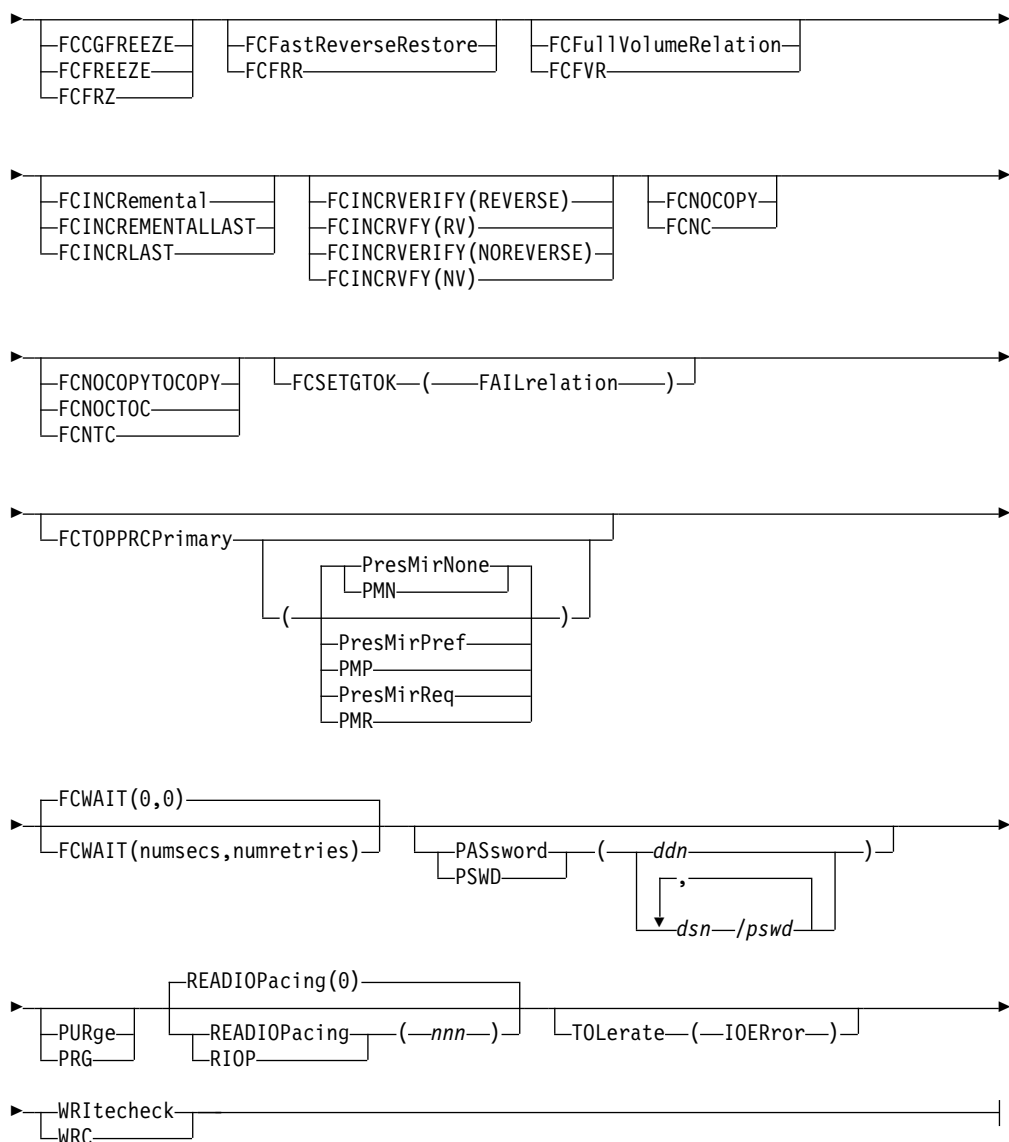 FCCGFREEZE FCFastReverseRestore FCFullVolumeRelation
FCFREEZE FCFRR FCFVR
FCFRZ
FCINCRemental FCINCRVERIFY(REVERSE) FCNOCOPY
FCINCREMENTALLAST FCINCRVFY(RV) FCNC
FCINCRLAST FCINCRVERIFY(NOREVERSE)
FCINCRVFY(NV)
FCNOCOPYTOCOPY FCSETGTOK ( FAILrelation )
FCNOCTOC
FCNTC
FCTOPPRCPrimary
PresMirNone
PMN
( )
PresMirPref
PMP
PresMirReq
PMR
FCWAIT(0,0)
FCWAIT(numsecs,numretries) PASsword ( ddn )
PSWD ,
dsn /pswd
READIOPacing(0)
PURge READIOPacing ( nnn ) TOLerate ( IOERror )
PRG RIOP
WRItecheck
WRC